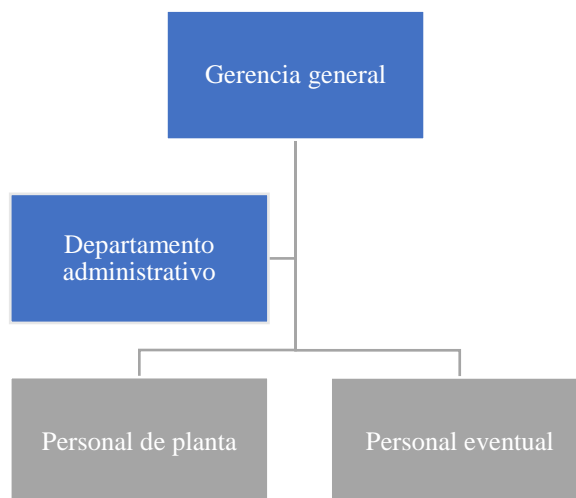 Gerencia general
Departamento
administrativo
Personal de planta
Personal eventual